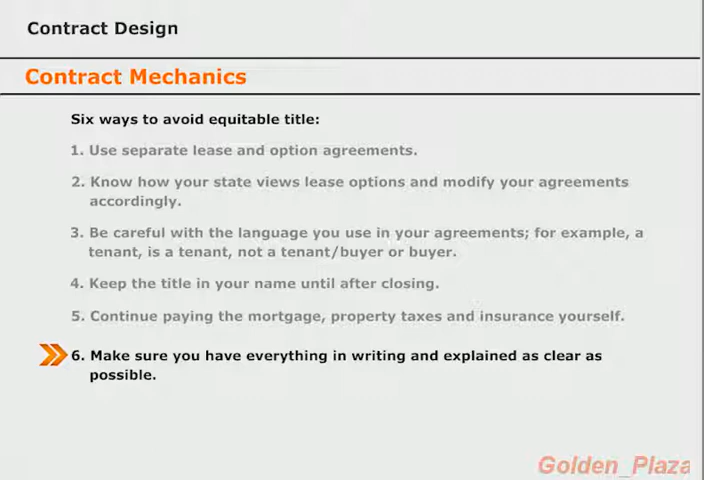 Contract Design
Contract Mechanics
Six ways to avoid equitable title:
1. Use separate lease and option agreements.
2. Know how your state views lease options and modify your agreements
accordingly.
3. Be careful with the language you use in your agreements; for example, a
tenant, is a tenant, not a tenant/buyer or buyer.
4. Keep the title in your name until after closing.
5. Continue paying the mortgage, property taxes and insurance yourself.
6. Make sure you have everything in writing and explained as clear as
possible.
Golden_Plaza